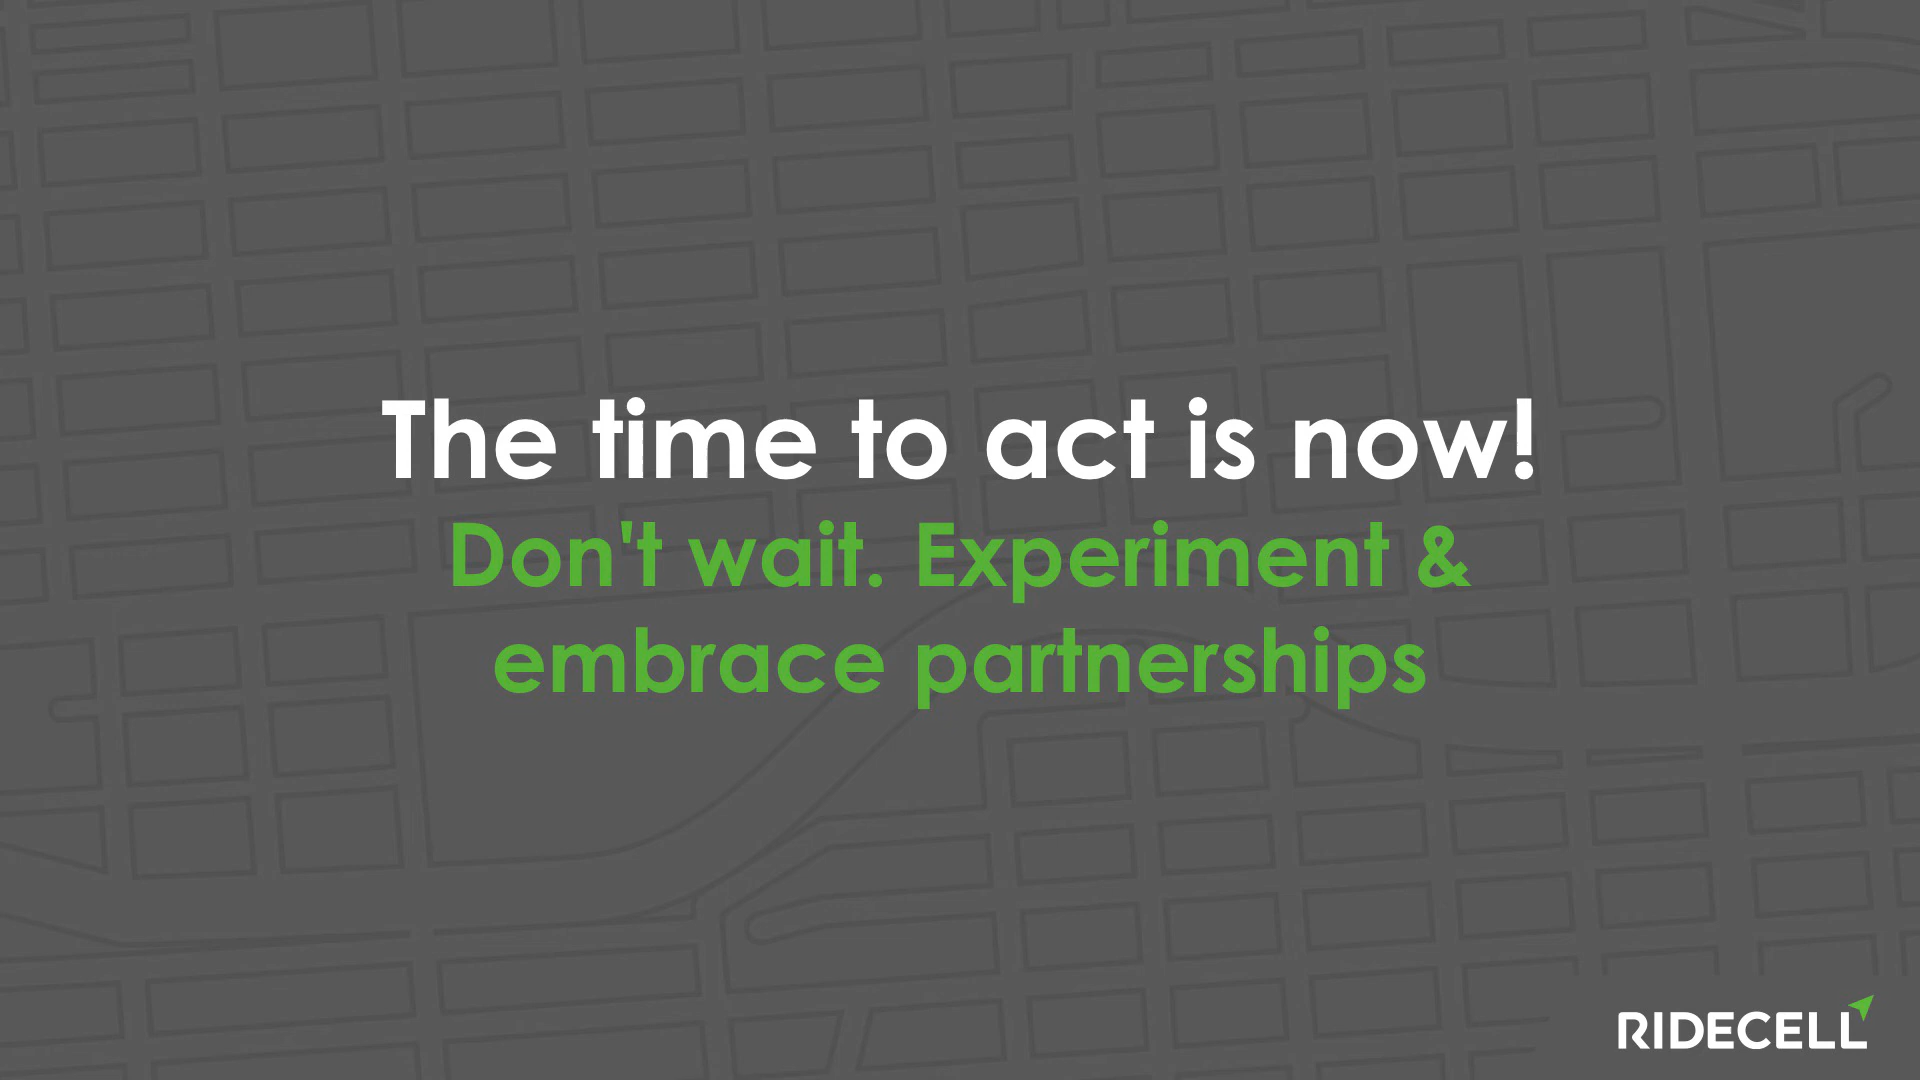 The time to act is now!
Don't wait. Experiment &
embrace partnerships
RIDECELL